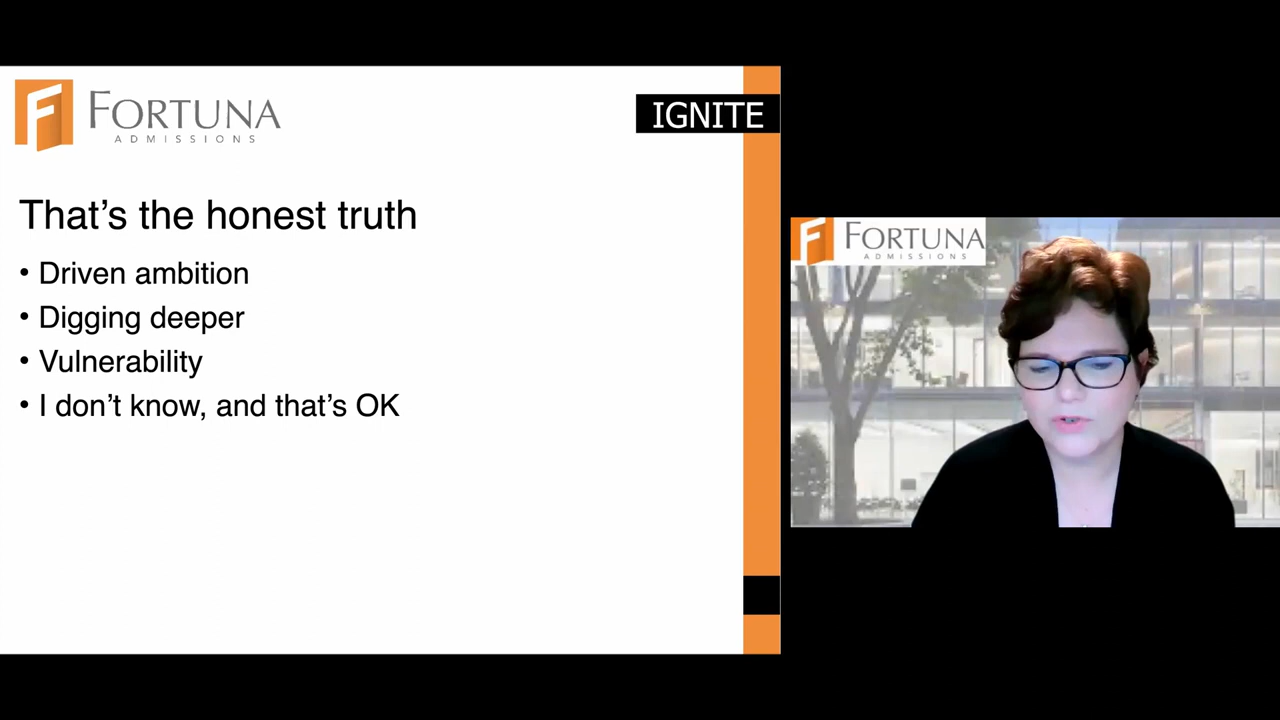 FORTUNA
ADMISSIONS
IGNITE
That's the honest truth
• Driven ambition
• Digging deeper
• Vulnerability
• I don't know, and that's OK
FORTUNA
ADMISSIONS